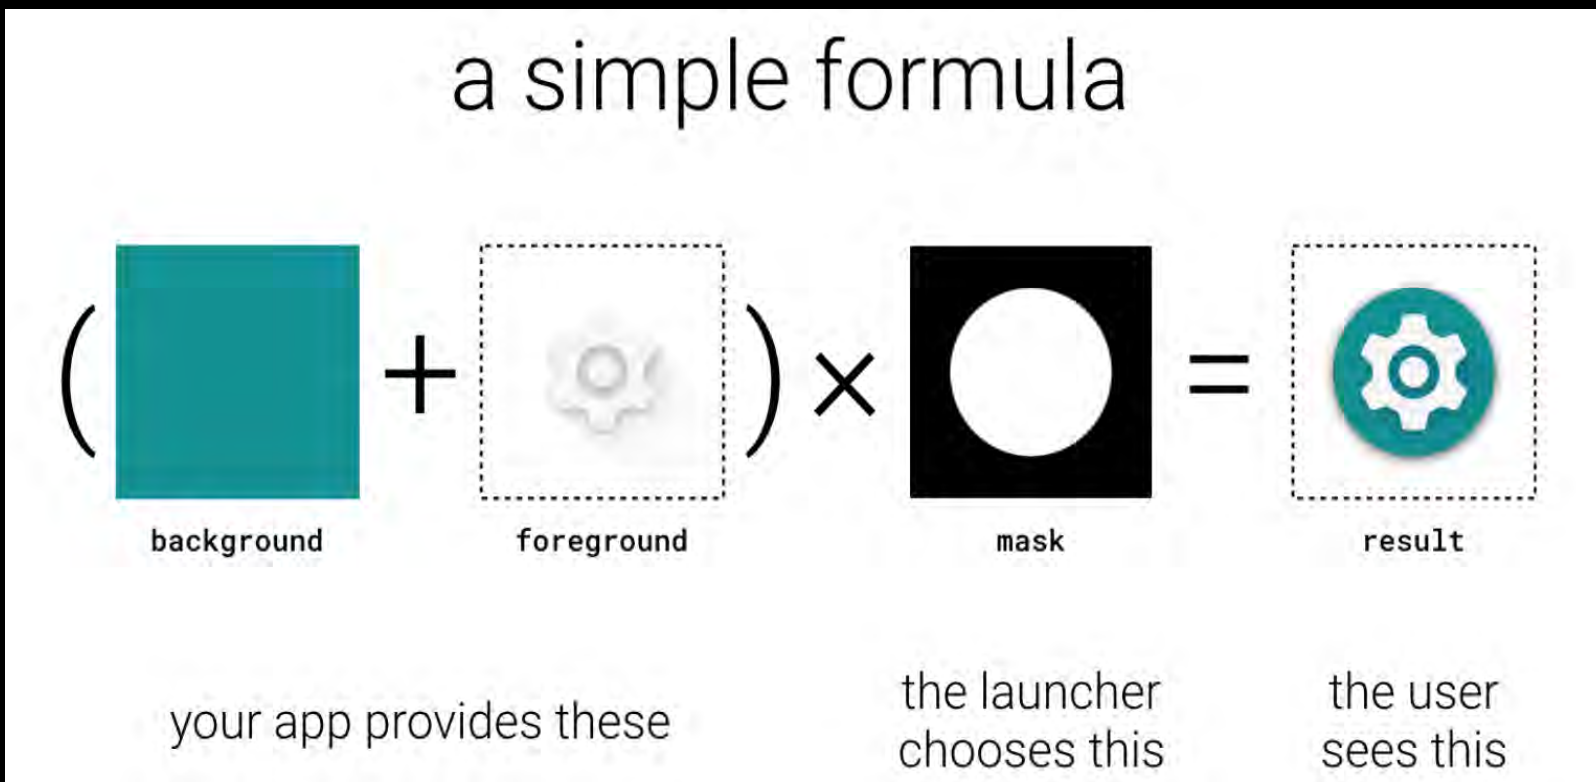 a simple formula
( + ) × =
background foreground mask result
your app provides these
the launcher
chooses this
the user
sees this